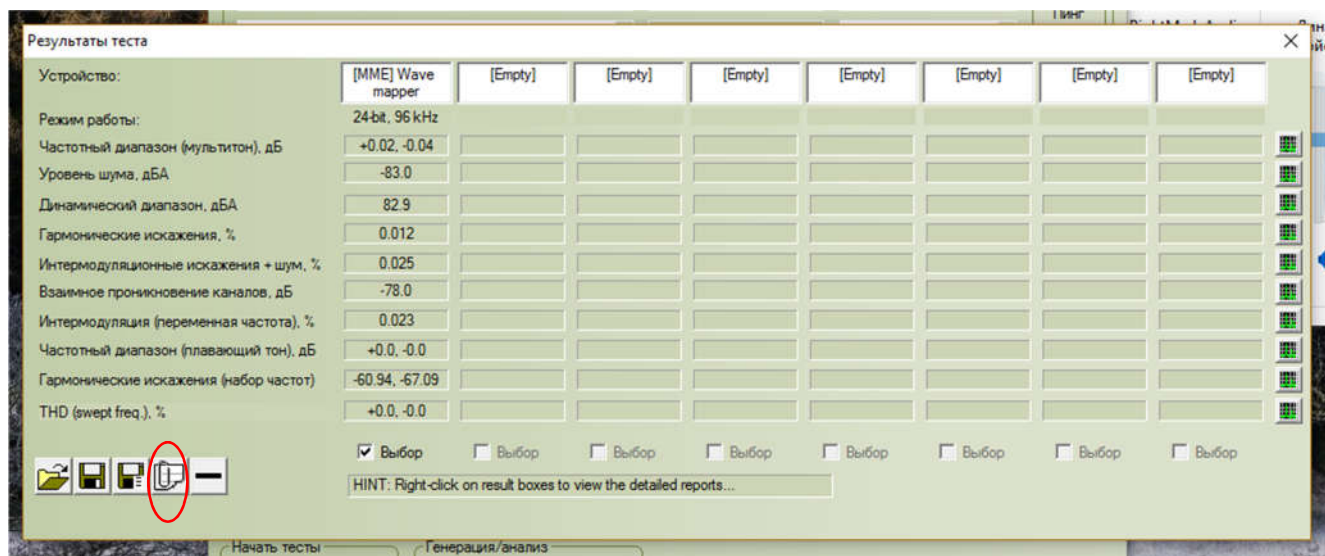 Пинг
Результаты теста
Устройство:
[MME] Wave mapper
[Empty]
[Empty]
[Empty]
[Empty]
[Empty]
[Empty]
[Empty]
Режим работы:
24-bit, 96 kHz
Частотный диапазон (мультитон), дБ
+0.02, -0.04
Уровень шума, дБА
-83.0
Динамический диапазон, дБА
82.9
Гармонические искажения, %
0.012
Интермодуляционные искажения + шум, %
0.025
Взаимное проникновение каналов, дБ
-78.0
Интермодуляция (переменная частота), %
0.023
Частотный диапазон (плавающий тон), дБ
+0.0, -0.0
Гармонические искажения (набор частот)
-60.94, -67.09
THD (swept freq.), %
+0.0, -0.0
Выбор
Выбор
Выбор
Выбор
Выбор
Выбор
Выбор
Выбор
HINT: Right-click on result boxes to view the detailed reports...
Начать тесты
Генерация/анализ